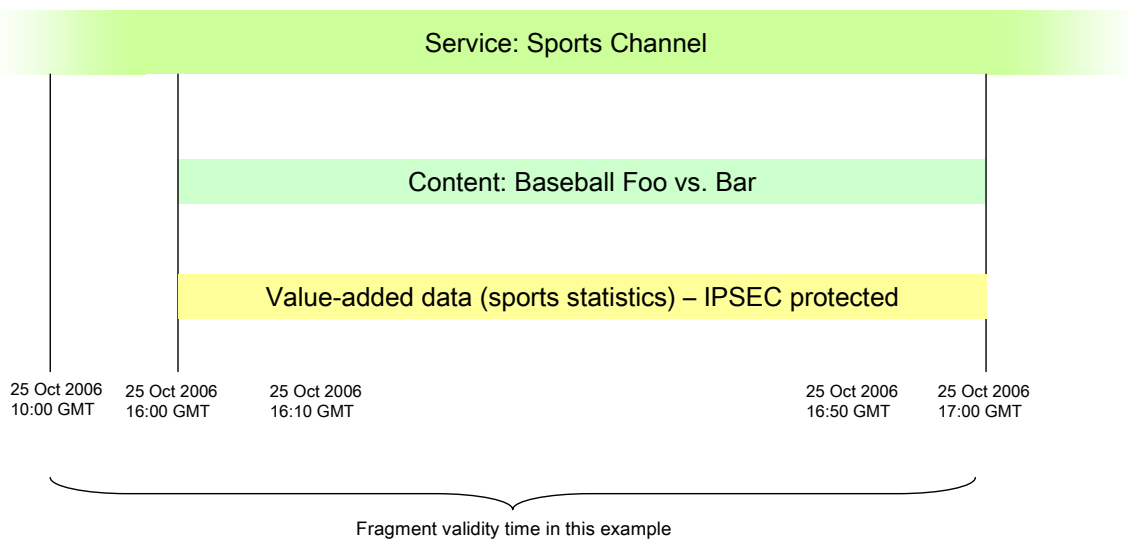 Service: Sports Channel
Content: Baseball Foo vs. Bar
Value-added data (sports statistics) – IPSEC protected
25 Oct 2006
10:00 GMT
25 Oct 2006
16:00 GMT
25 Oct 2006
16:10 GMT
25 Oct 2006
16:50 GMT
25 Oct 2006
17:00 GMT
Fragment validity time in this example